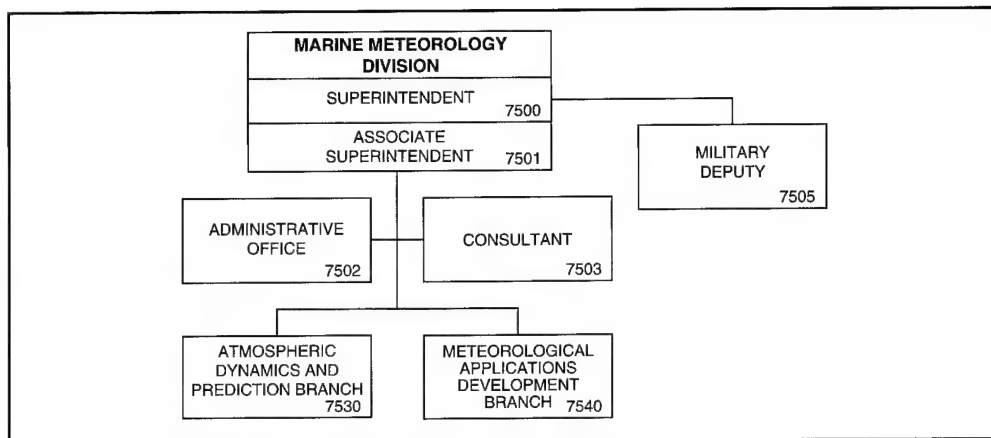 MARINE METEOROLOGY
DIVISION
SUPERINTENDENT
7500
ASSOCIATE
SUPERINTENDENT
7501
MILITARY
DEPUTY
7505
ADMINISTRATIVE
OFFICE
7502
CONSULTANT
7503
ATMOSPHERIC
DYNAMICS AND
PREDICTION BRANCH
7530
METEOROLOGICAL
APPLICATIONS
DEVELOPMENT
BRANCH
7540